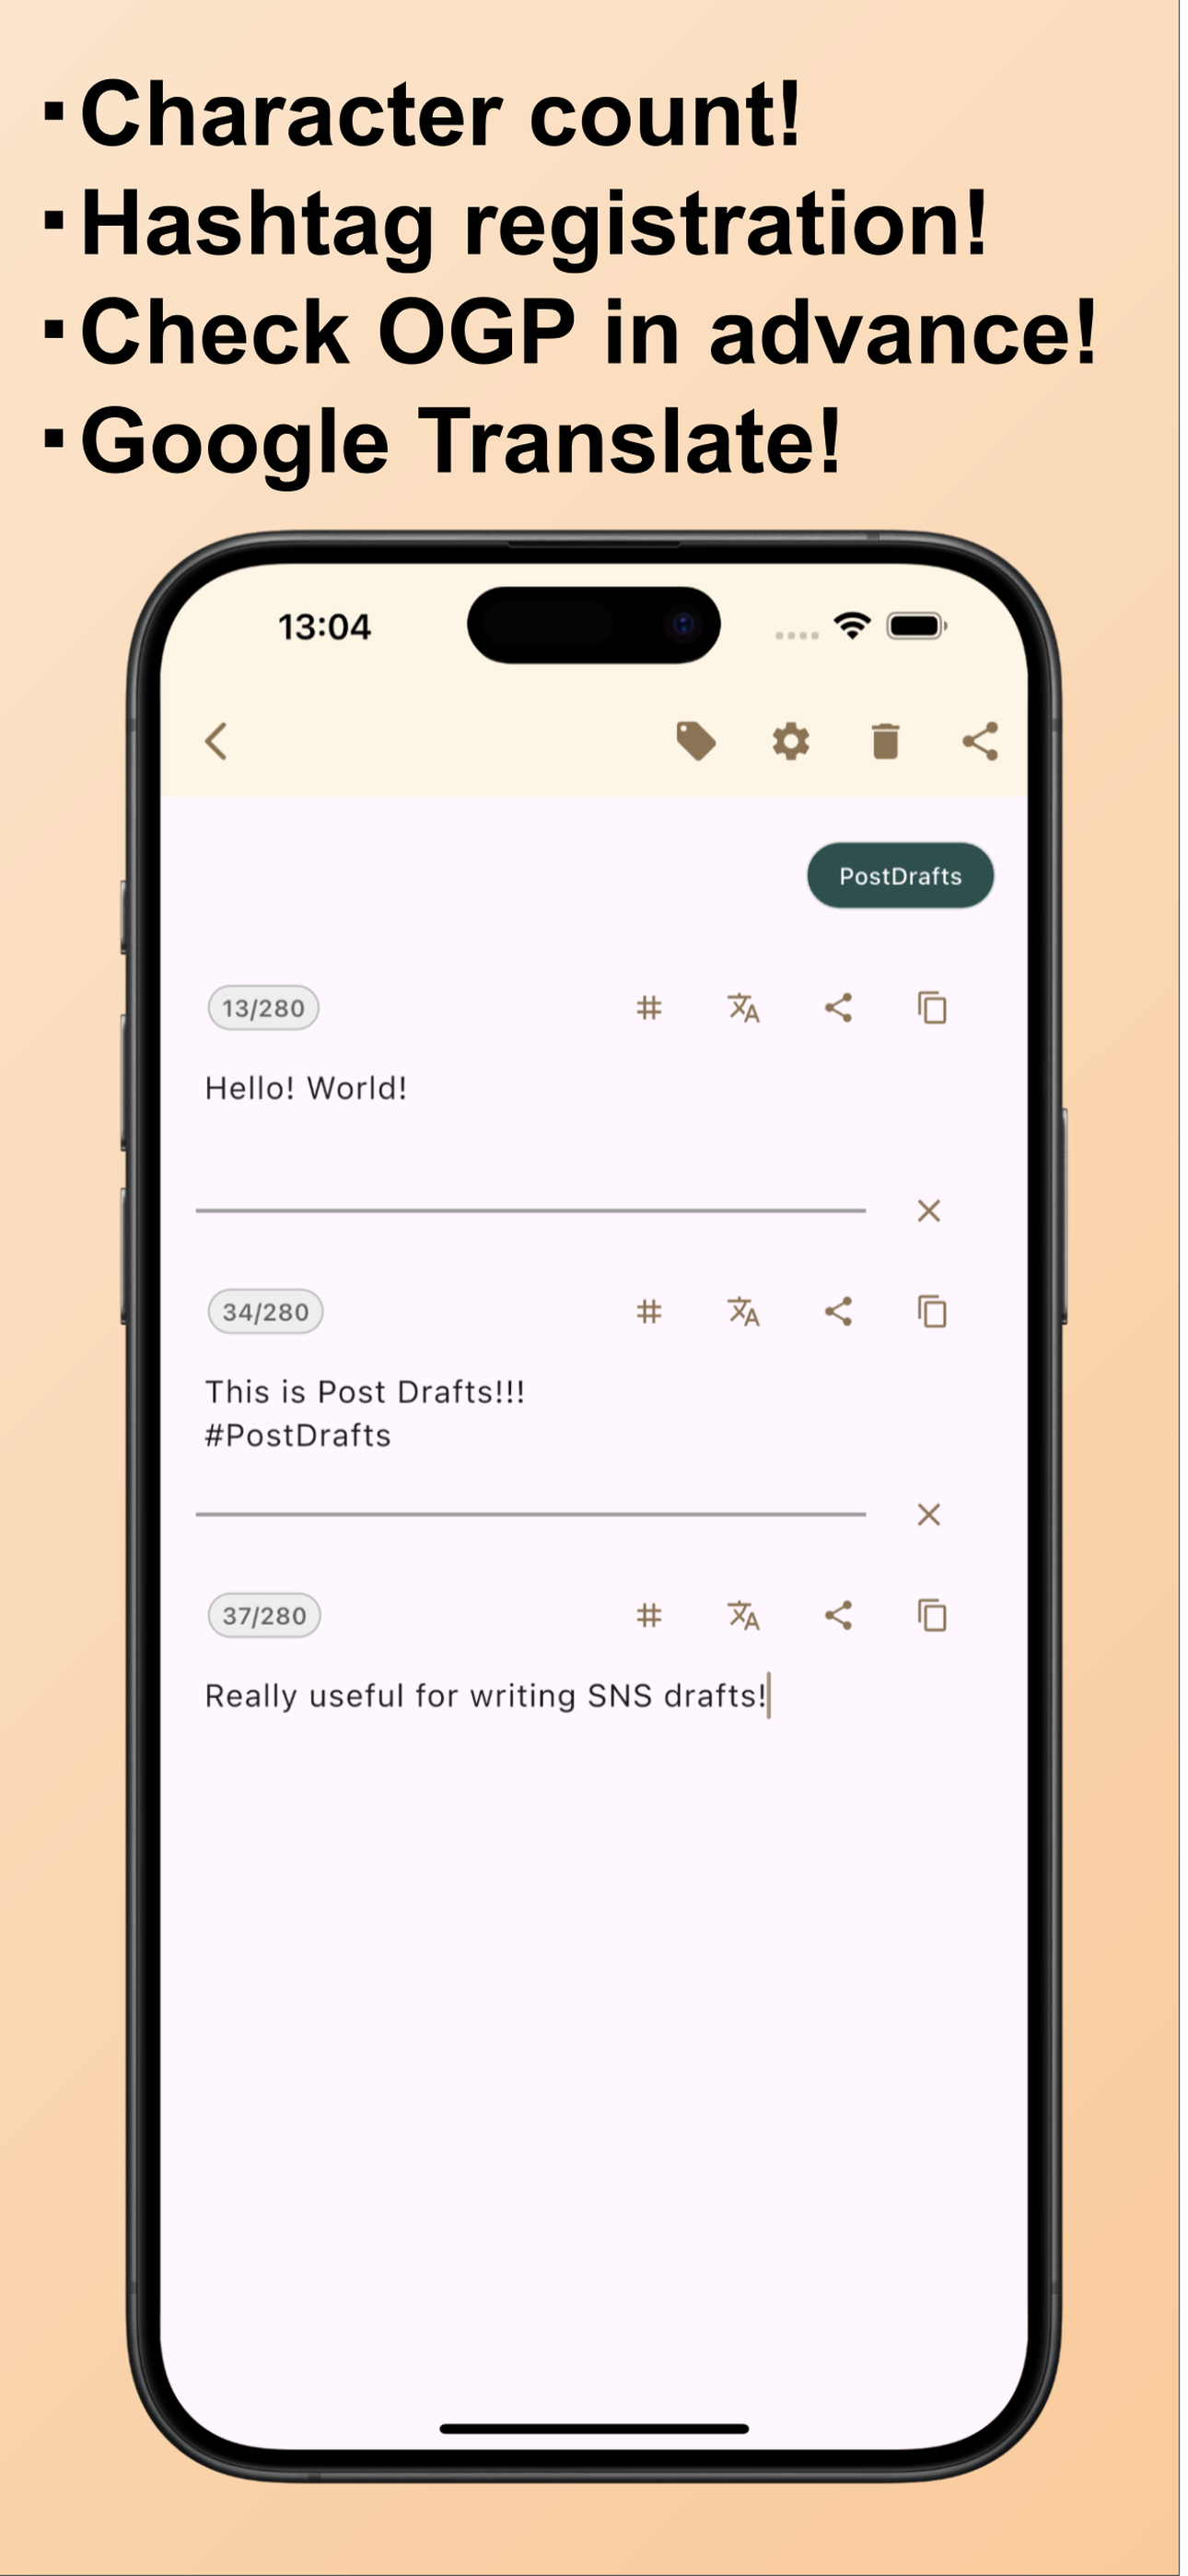 ▪Character count!
▪Hashtag registration!
▪Check OGP in advance!
▪Google Translate!
13:04
PostDrafts
13/280
Hello! World!
34/280
This is Post Drafts!!!
#PostDrafts
37/280
Really useful for writing SNS drafts!